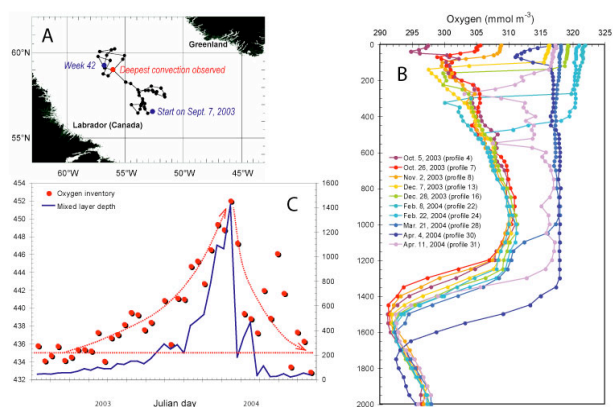 A
60°N
56°N
60°W
55°W
50°W
45°W
Greenland
Week 42
Deepest convection observed
Start on Sept. 7, 2003
Labrador (Canada)
Oxygen (mmol m-3)
290 295 300 305 310 315 320 325
B
0
200
400
600
800
1000
1200
1400
1600
1800
2000
Oct. 5, 2003 (profile 4)
Oct. 26, 2003 (profile 7)
Nov. 2, 2003 (profile 8)
Dec. 7, 2003 (profile 13)
Dec. 28, 2003 (profile 16)
Feb. 8, 2004 (profile 22)
Feb. 22, 2004 (profile 24)
Mar. 21, 2004 (profile 28)
Apr. 4, 2004 (profile 30)
Apr. 11, 2004 (profile 31)
C
Oxygen inventory
Mixed layer depth
454
452
450
448
446
444
442
440
438
436
434
432
1600
1400
1200
1000
800
600
400
200
0
2003 Julian day 2004